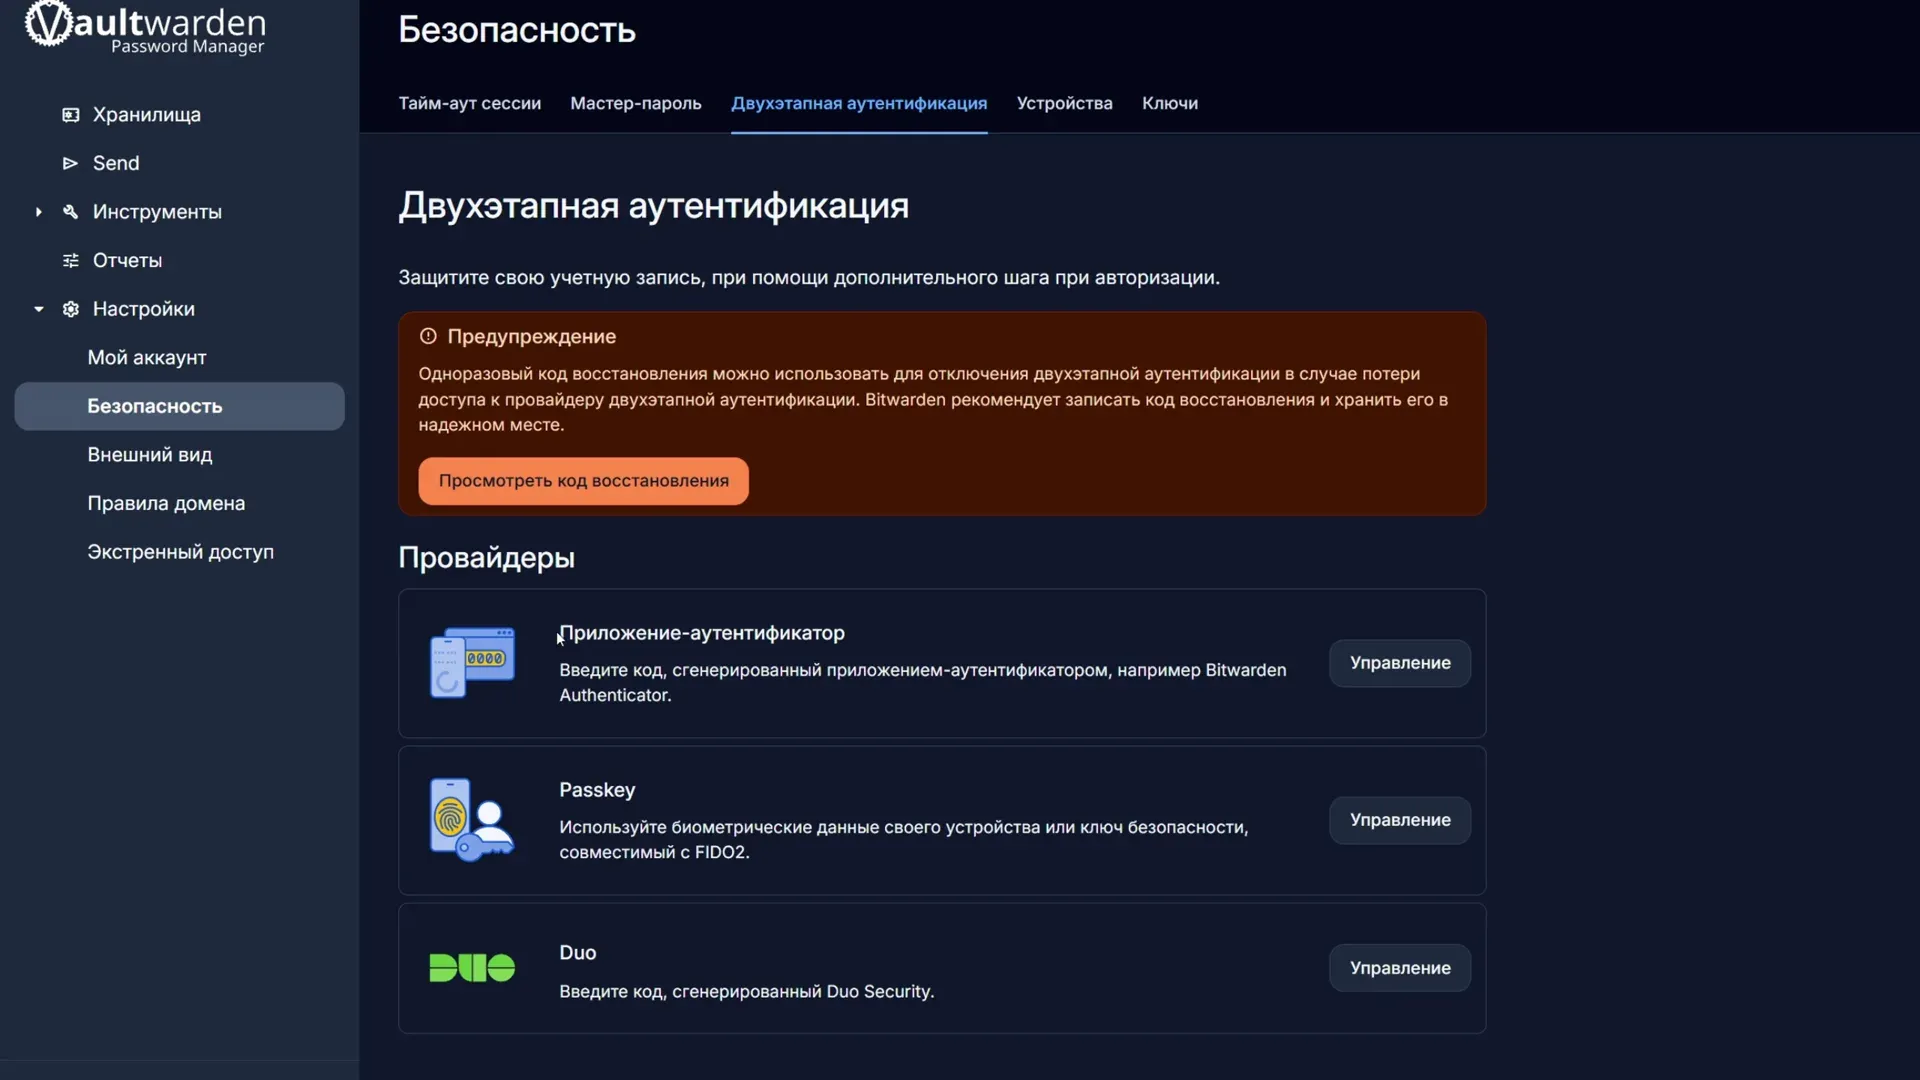 Vaultwarden
Password Manager
Хранилища
Send
Инструменты
Отчеты
Настройки
Мой аккаунт
Безопасность
Внешний вид
Правила домена
Экстренный доступ
Безопасность
Тайм-аут сессии
Мастер-пароль
Двухэтапная аутентификация
Устройства
Ключи
Двухэтапная аутентификация
Защитите свою учетную запись, при помощи дополнительного шага при авторизации.
Предупреждение
Одноразовый код восстановления можно использовать для отключения двухэтапной аутентификации в случае потери
доступа к провайдеру двухэтапной аутентификации. Bitwarden рекомендует записать код восстановления и хранить его в
надежном месте.
Просмотреть код восстановления
Провайдеры
0000
Приложение-аутентификатор
Введите код, сгенерированный приложением-аутентификатором, например Bitwarden
Authenticator.
Управление
Passkey
Используйте биометрические данные своего устройства или ключ безопасности,
совместимый с FIDO2.
Управление
DUO
Duo
Введите код, сгенерированный Duo Security.
Управление